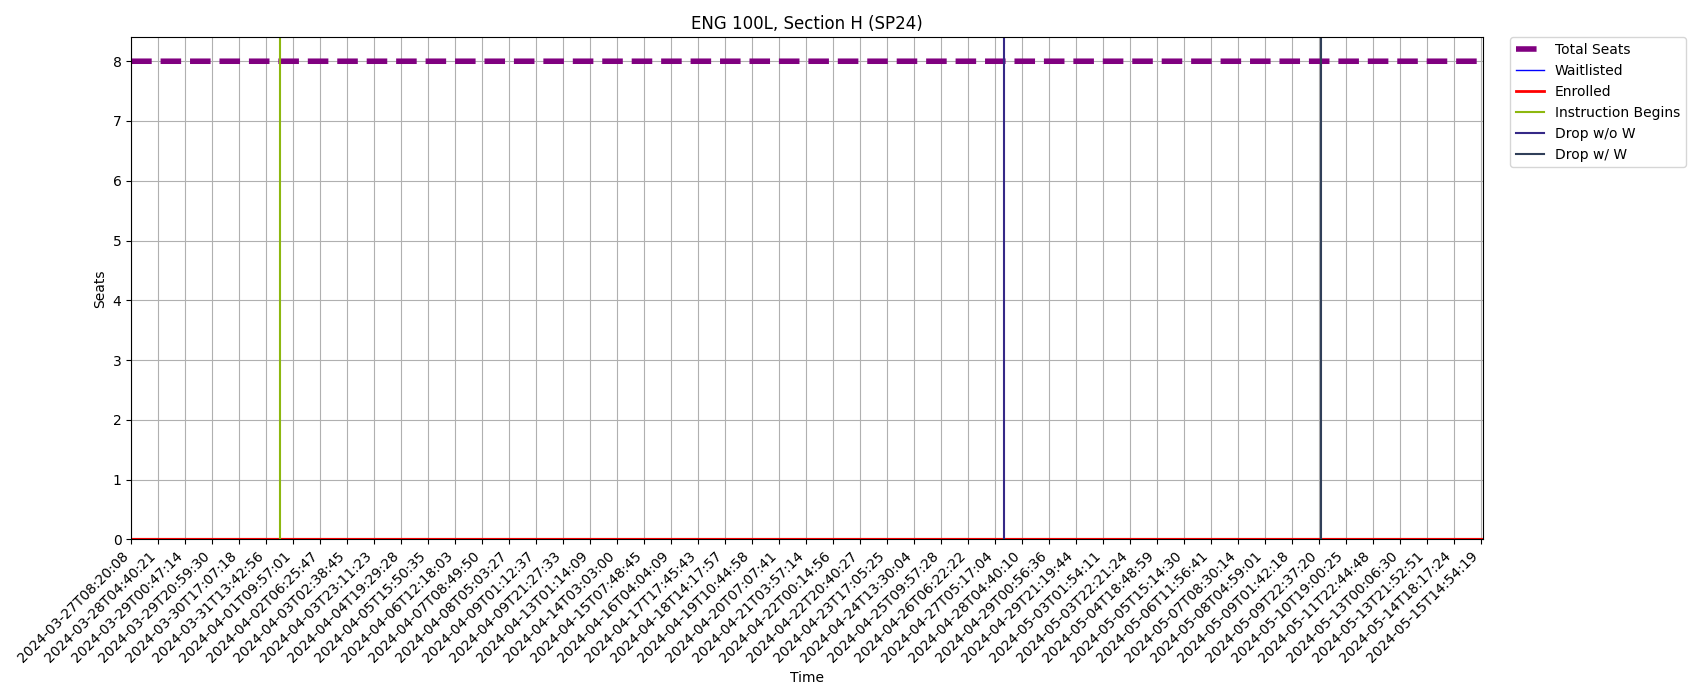 ENG 100L, Section H (SP24)
Total Seats
Waitlisted
Enrolled
Instruction Begins
Drop w/o W
Drop w/ W
8
7
6
5
4
3
2
1
0
Seats
2024-03-27T08:20:08
2024-03-28T04:40:21
2024-03-29T00:47:14
2024-03-29T20:59:30
2024-03-30T17:07:18
2024-03-31T13:42:56
2024-04-01T09:57:01
2024-04-02T06:25:47
2024-04-03T02:38:45
2024-04-03T23:11:23
2024-04-04T19:29:28
2024-04-05T15:50:35
2024-04-06T12:18:03
2024-04-07T08:49:50
2024-04-08T05:03:27
2024-04-09T01:12:37
2024-04-09T21:27:33
2024-04-13T01:14:09
2024-04-14T03:03:00
2024-04-15T07:48:45
2024-04-16T04:04:09
2024-04-17T17:45:43
2024-04-18T14:17:57
2024-04-19T10:44:58
2024-04-20T07:07:41
2024-04-21T03:57:14
2024-04-22T00:14:56
2024-04-22T20:40:27
2024-04-23T17:05:25
2024-04-24T13:30:04
2024-04-25T09:57:28
2024-04-26T06:22:22
2024-04-27T05:17:04
2024-04-28T04:40:10
2024-04-29T00:56:36
2024-04-29T21:19:44
2024-05-03T01:54:11
2024-05-03T22:21:24
2024-05-04T18:48:59
2024-05-05T15:14:30
2024-05-06T11:56:41
2024-05-07T08:30:14
2024-05-08T04:59:01
2024-05-09T01:42:18
2024-05-09T22:37:20
2024-05-10T19:00:25
2024-05-11T22:44:48
2024-05-13T00:06:30
2024-05-13T21:52:51
2024-05-14T18:17:24
2024-05-15T14:54:19
Time